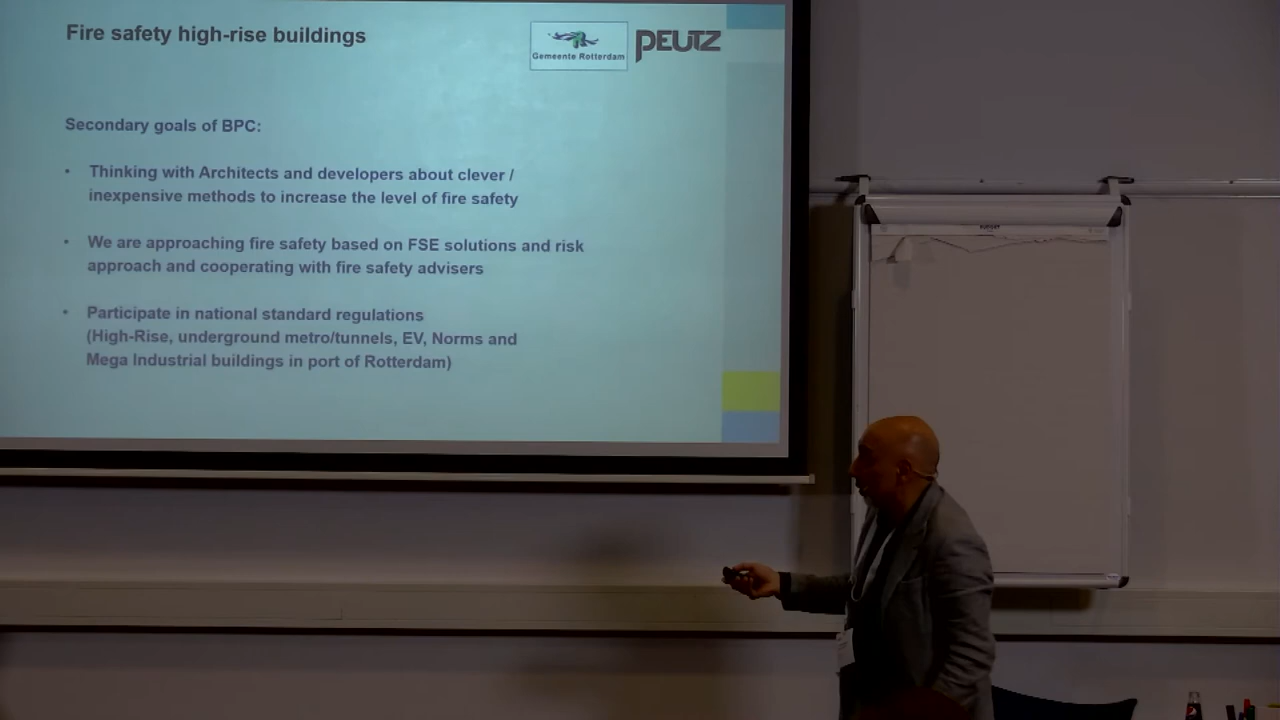 Fire safety high-rise buildings
Gemeente Rotterdam
PEUTZ
Secondary goals of BPC:
• Thinking with Architects and developers about clever /
inexpensive methods to increase the level of fire safety
• We are approaching fire safety based on FSE solutions and risk
approach and cooperating with fire safety advisers
• Participate in national standard regulations
(High-Rise, underground metro/tunnels, EV, Norms and
Mega Industrial buildings in port of Rotterdam)